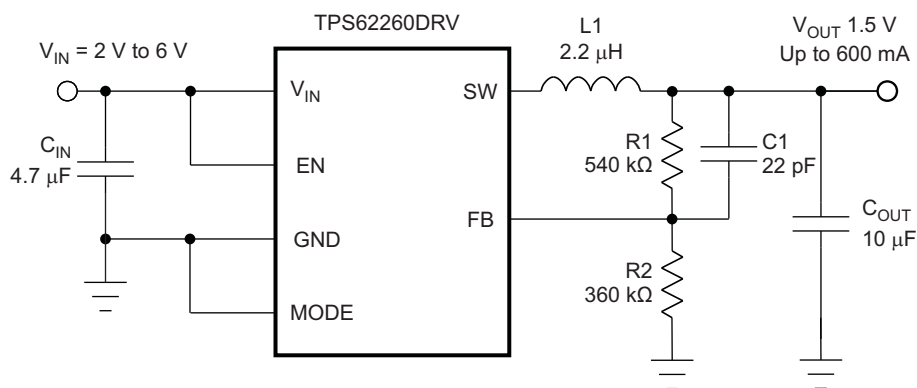 TPS62260DRV
V_IN = 2 V to 6 V
L1
2.2 μH
V_OUT 1.5 V
Up to 600 mA
V_IN
SW
C_IN
4.7 μF
EN
R1
540 kΩ
C1
22 pF
GND
FB
C_OUT
10 μF
R2
360 kΩ
MODE